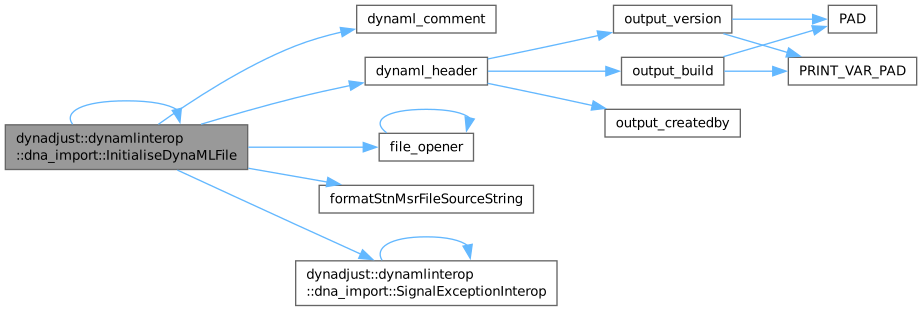 dynadjust::dynamlinterop
::dna_import::InitialiseDynaMLFile
dynaml_comment
dynaml_header
output_version
PAD
output_build
PRINT_VAR_PAD
output_createdby
file_opener
formatStnMsrFileSourceString
dynadjust::dynamlinterop
::dna_import::SignalExceptionInterop